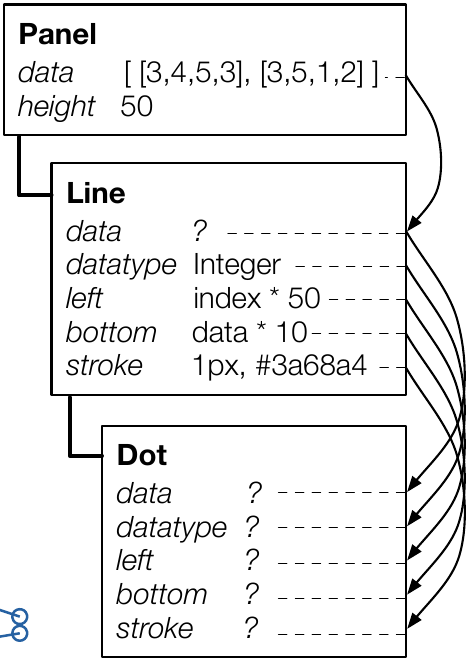 Panel
data [ [3,4,5,3], [3,5,1,2] ]
height 50
Line
data ?
datatype Integer
left index * 50
bottom data * 10
stroke 1px, #3a68a4
Dot
data ?
datatype ?
left ?
bottom ?
stroke ?